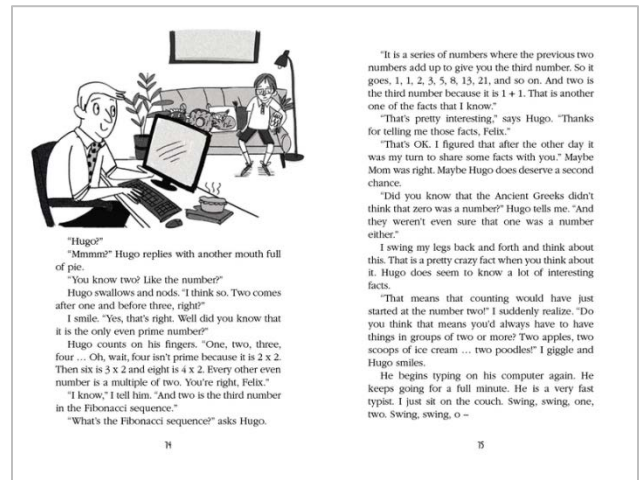 "Hugo?"
"Mmmm?" Hugo replies with another mouth full
of pie.
"You know two? Like the number?"
Hugo swallows and nods. "I think so. Two comes
after one and before three, right?"
I smile. "Yes, that's right. Well did you know that
it is the only even prime number?"
Hugo counts on his fingers. "One, two, three,
four ... Oh, wait, four isn't prime because it is 2 x 2.
Then six is 3 x 2 and eight is 4 x 2. Every other even
number is a multiple of two. You're right, Felix."
"I know," I tell him. "And two is the third number
in the Fibonacci sequence."
"What's the Fibonacci sequence?" asks Hugo.
74
"It is a series of numbers where the previous two
numbers add up to give you the third number. So it
goes, 1, 1, 2, 3, 5, 8, 13, 21, and so on. And two is
the third number because it is 1 + 1. That is another
one of the facts that I know."
"That's pretty interesting," says Hugo. "Thanks
for telling me those facts, Felix."
"That's OK. I figured that after the other day it
was my turn to share some facts with you." Maybe
Mom was right. Maybe Hugo does deserve a second
chance.
"Did you know that the Ancient Greeks didn't
think that zero was a number?" Hugo tells me. "And
they weren't even sure that one was a number
either."
I swing my legs back and forth and think about
this. That is a pretty crazy fact when you think about
it. Hugo does seem to know a lot of interesting
facts.
"That means that counting would have just
started at the number two!" I suddenly realize. "Do
you think that means you'd always have to have
things in groups of two or more? Two apples, two
scoops of ice cream ... two poodles!" I giggle and
Hugo smiles.
He begins typing on his computer again. He
keeps going for a full minute. He is a very fast
typist. I just sit on the couch. Swing, swing, one,
two. Swing, swing, o –
75